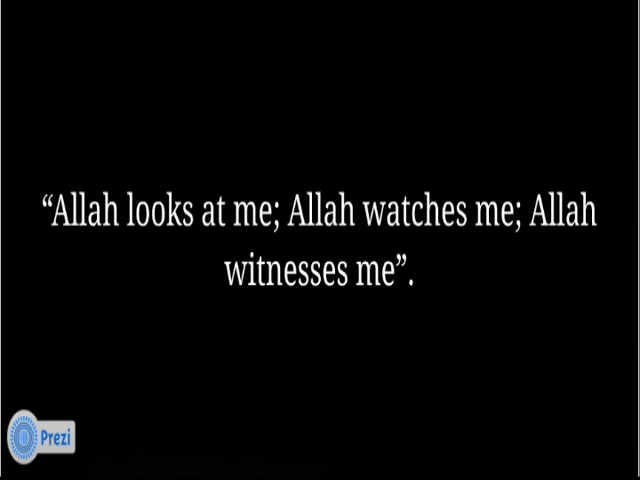 “Allah looks at me; Allah watches me; Allah
witnesses me”.
Prezi